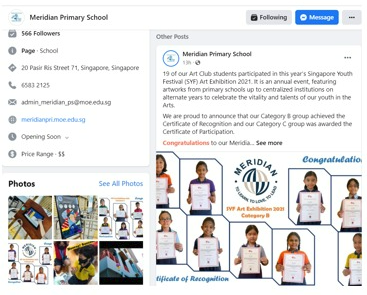 Meridian Primary School
Following
Message
566 Followers
Page · School
20 Pasir Ris Street 71, Singapore, Singapore
6583 2125
admin_meridian_ps@moe.edu.sg
meridianpri.moe.edu.sg
Opening Soon
Price Range · $$
Photos
See All Photos
Other Posts
Meridian Primary School
13h
19 of our Art Club students participated in this year's Singapore Youth
Festival (SYF) Art Exhibition 2021. It is an annual event, featuring
artworks from primary schools up to centralized institutions on
alternate years to celebrate the vitality and talents of our youth in the
Arts.
We are proud to announce that our Category B group achieved the
Certificate of Recognition and our Category C group was awarded the
Certificate of Participation.
Congratulations to our Meridia... See more
MERIDIAN
TO LEARN, TO LOVE, TO LEAD
Congratulatio
SYF Art Exhibition 2021
Category B
tificate of Recognition